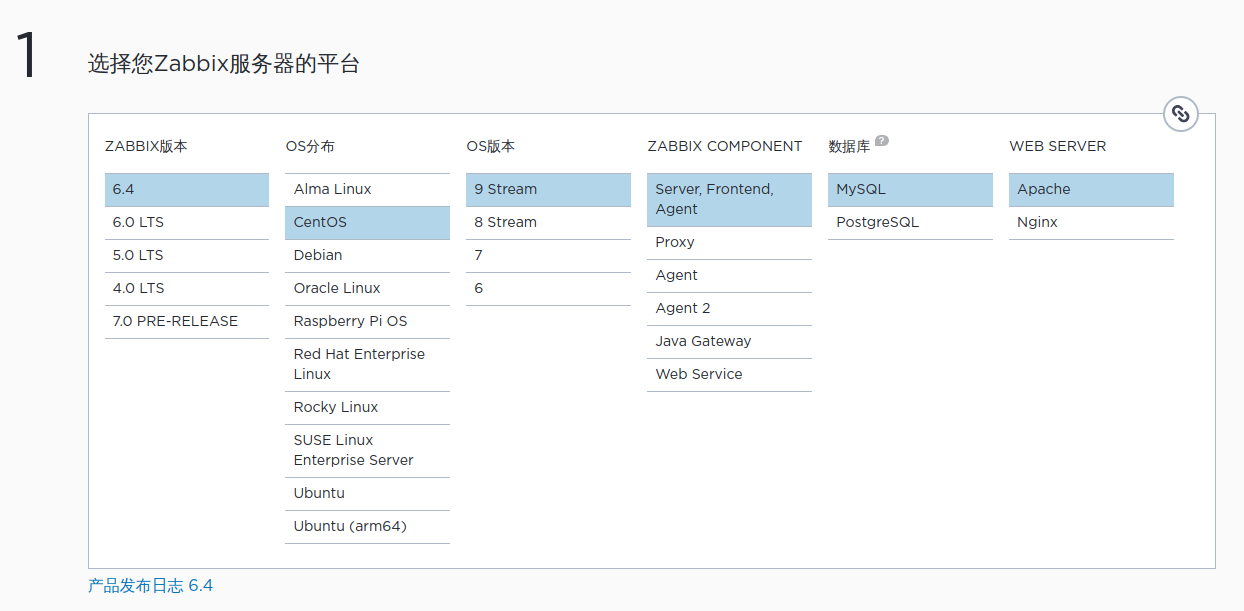 1
选择您Zabbix服务器的平台
ZABBIX版本
6.4
6.0 LTS
5.0 LTS
4.0 LTS
7.0 PRE-RELEASE
OS分布
Alma Linux
CentOS
Debian
Oracle Linux
Raspberry Pi OS
Red Hat Enterprise
Linux
Rocky Linux
SUSE Linux
Enterprise Server
Ubuntu
Ubuntu (arm64)
OS版本
9 Stream
8 Stream
7
6
ZABBIX COMPONENT
Server, Frontend,
Agent
Proxy
Agent
Agent 2
Java Gateway
Web Service
数据库 ?
MySQL
PostgreSQL
WEB SERVER
Apache
Nginx
产品发布日志 6.4